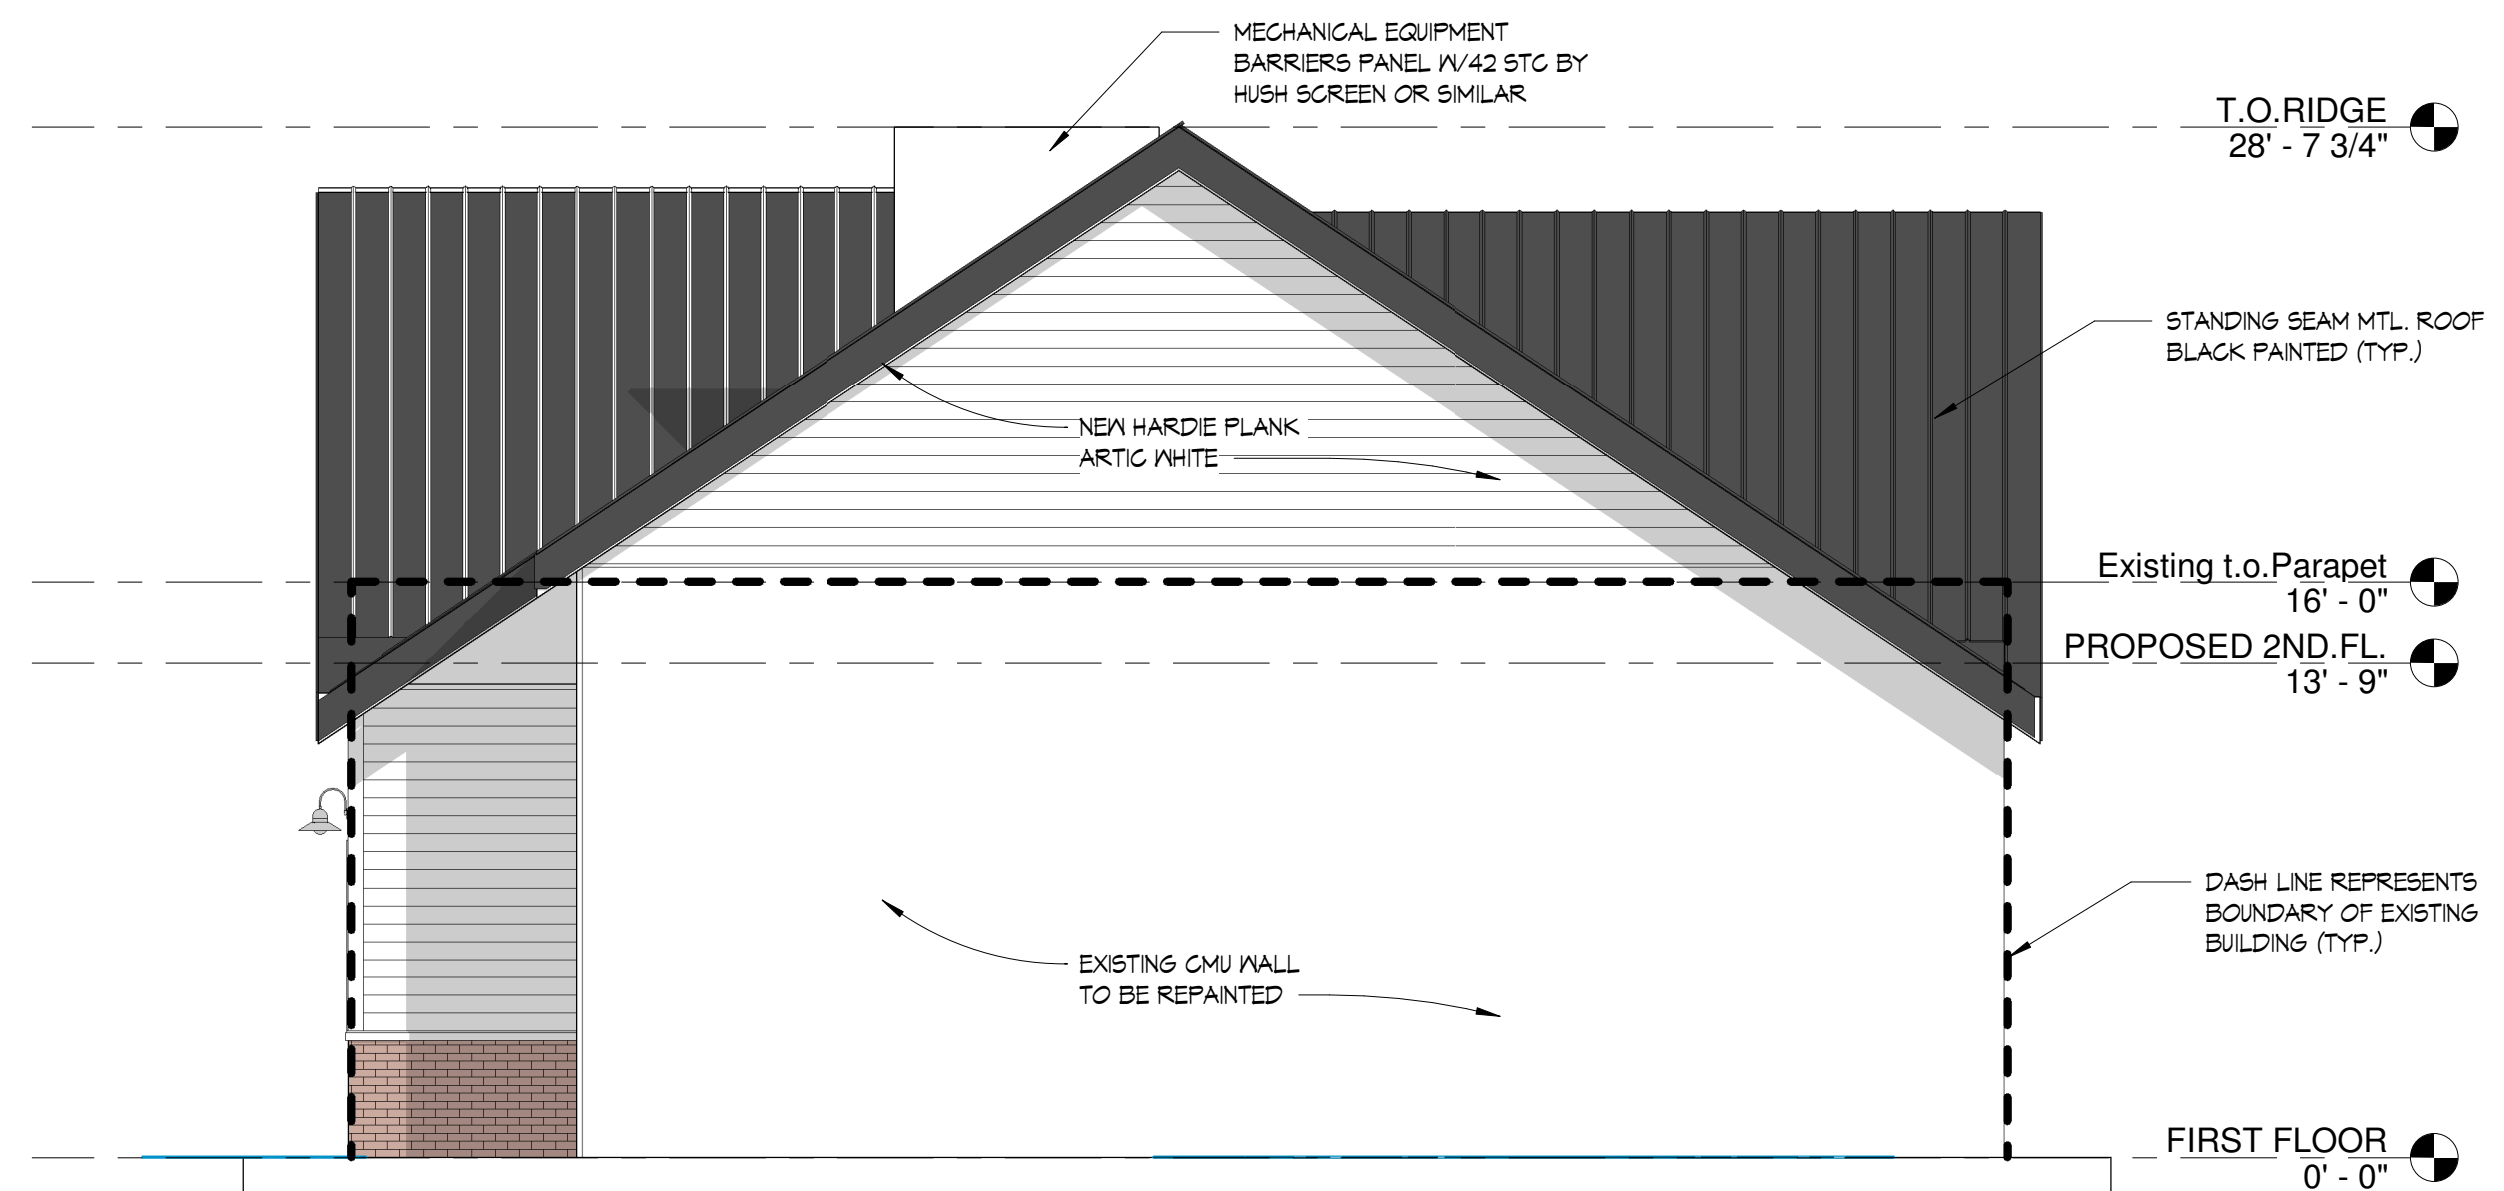 MECHANICAL EQUIPMENT
BARRIERS PANEL W/42 STC BY
HUSH SCREEN OR SIMILAR
T.O.RIDGE
28' - 7 3/4"
STANDING SEAM MTL. ROOF
BLACK PAINTED (TYP.)
NEW HARDIE PLANK
ARTIC WHITE
Existing t.o.Parapet
16' - 0"
PROPOSED 2ND.FL.
13' - 9"
DASH LINE REPRESENTS
BOUNDARY OF EXISTING
BUILDING (TYP.)
EXISTING CMU WALL
TO BE REPAINTED
FIRST FLOOR
0' - 0"